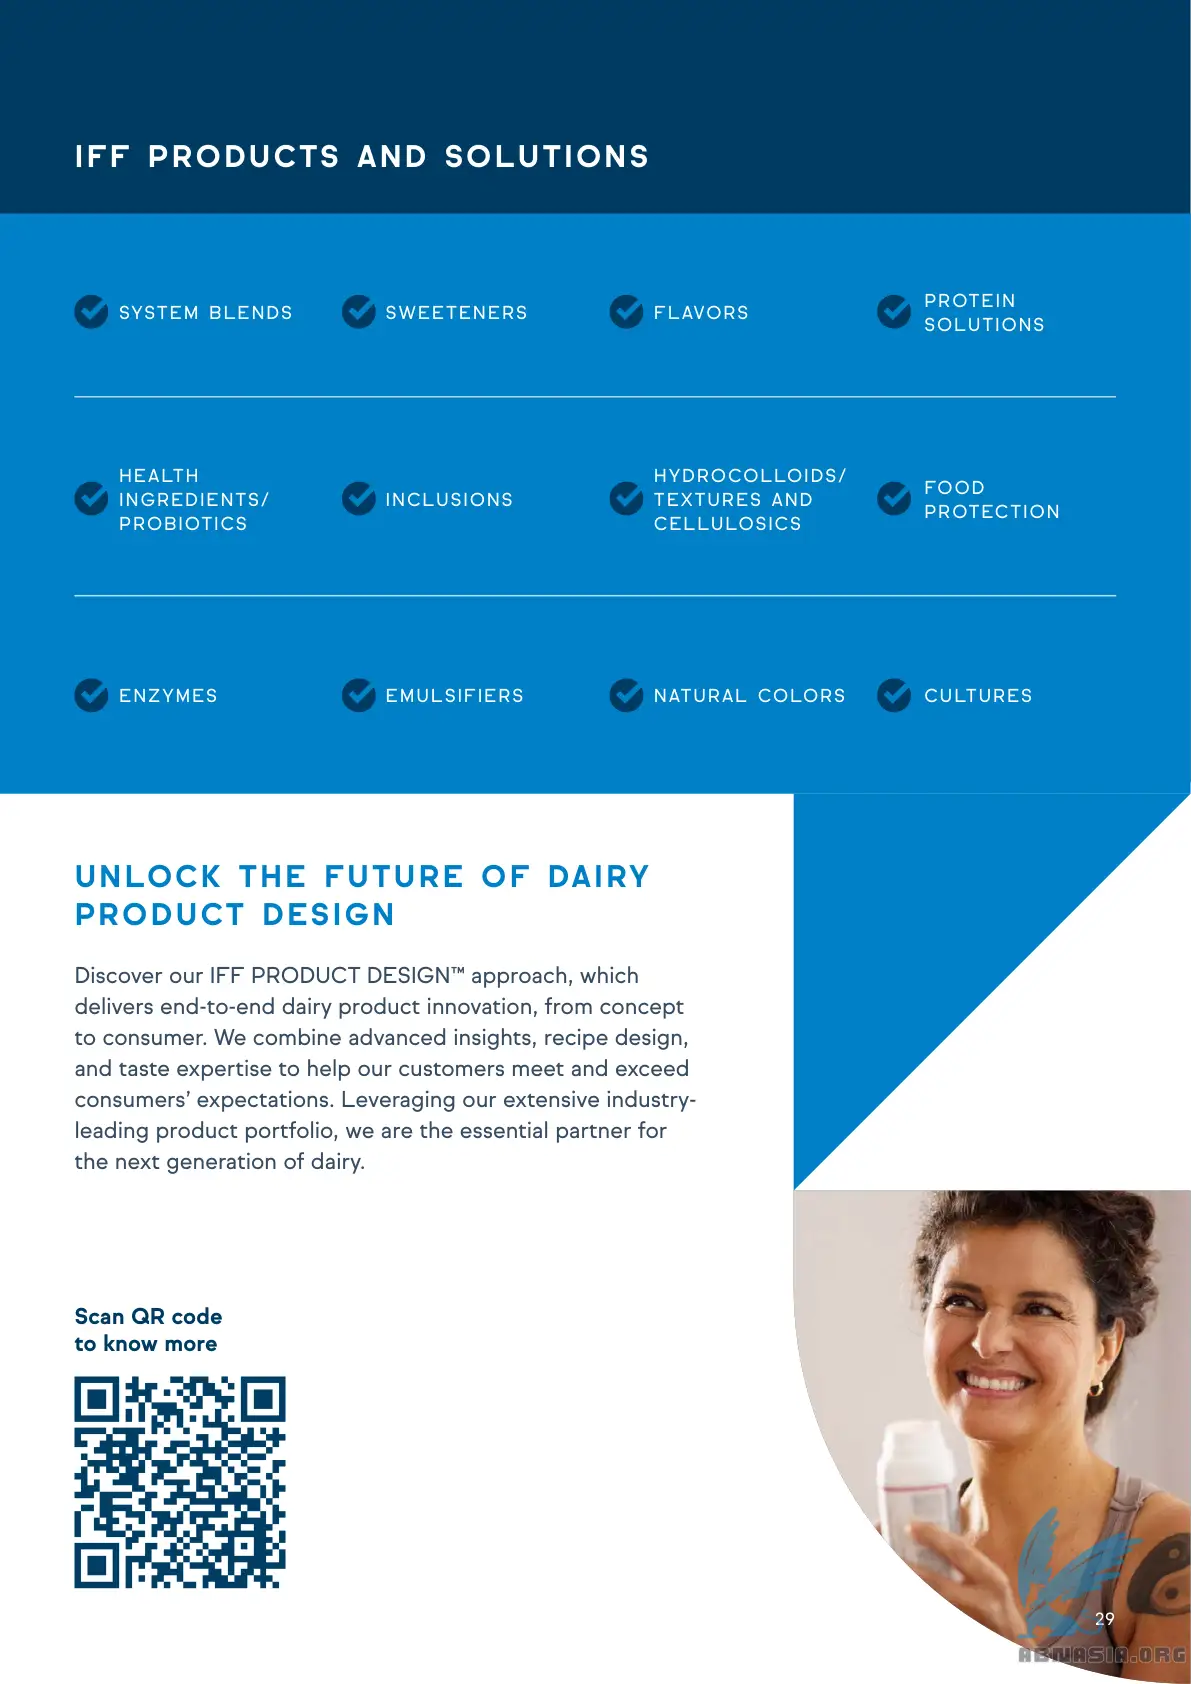 IFF PRODUCTS AND SOLUTIONS
SYSTEM BLENDS
SWEETENERS
FLAVORS
PROTEIN
SOLUTIONS
HEALTH
INGREDIENTS/
PROBIOTICS
INCLUSIONS
HYDROCOLLOIDS/
TEXTURES AND
CELLULOSICS
FOOD
PROTECTION
ENZYMES
EMULSIFIERS
NATURAL COLORS
CULTURES
UNLOCK THE FUTURE OF DAIRY
PRODUCT DESIGN
Discover our IFF PRODUCT DESIGN™ approach, which
delivers end-to-end dairy product innovation, from concept
to consumer. We combine advanced insights, recipe design,
and taste expertise to help our customers meet and exceed
consumers’ expectations. Leveraging our extensive industry-
leading product portfolio, we are the essential partner for
the next generation of dairy.
Scan QR code
to know more
29
ABNASIA.ORG